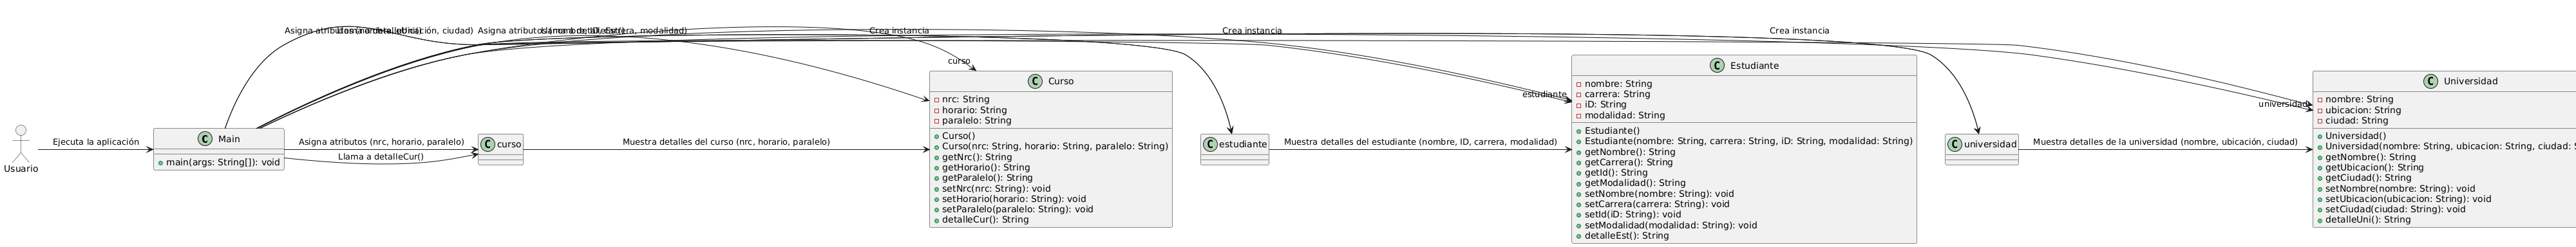 Asigna atributos (nombre, ubicación, ciudad)
Llama a detalleUni()
Asigna atributos (nombre, ID, carrera, modalidad)
Llama a detalleEst()
Crea instancia
Crea instancia
Crea instancia
Usuario
Ejecuta la aplicación
C Main
main(args: String[]): void
Asigna atributos (nrc, horario, paralelo)
Llama a detalleCur()
C curso
Muestra detalles del curso (nrc, horario, paralelo)
curso
C Curso
nrc: String
horario: String
paralelo: String
Curso()
Curso(nrc: String, horario: String, paralelo: String)
getNrc(): String
getHorario(): String
getParalelo(): String
setNrc(nrc: String): void
setHorario(horario: String): void
setParalelo(paralelo: String): void
detalleCur(): String
C estudiante
Muestra detalles del estudiante (nombre, ID, carrera, modalidad)
estudiante
C Estudiante
nombre: String
carrera: String
iD: String
modalidad: String
Estudiante()
Estudiante(nombre: String, carrera: String, iD: String, modalidad: String)
getNombre(): String
getCarrera(): String
getId(): String
getModalidad(): String
setNombre(nombre: String): void
setCarrera(carrera: String): void
setId(iD: String): void
setModalidad(modalidad: String): void
detalleEst(): String
C universidad
Muestra detalles de la universidad (nombre, ubicación, ciudad)
universidad
C Universidad
nombre: String
ubicacion: String
ciudad: String
Universidad()
Universidad(nombre: String, ubicacion: String, ciudad:
getNombre(): String
getUbicacion(): String
getCiudad(): String
setNombre(nombre: String): void
setUbicacion(ubicacion: String): void
setCiudad(ciudad: String): void
detalleUni(): String